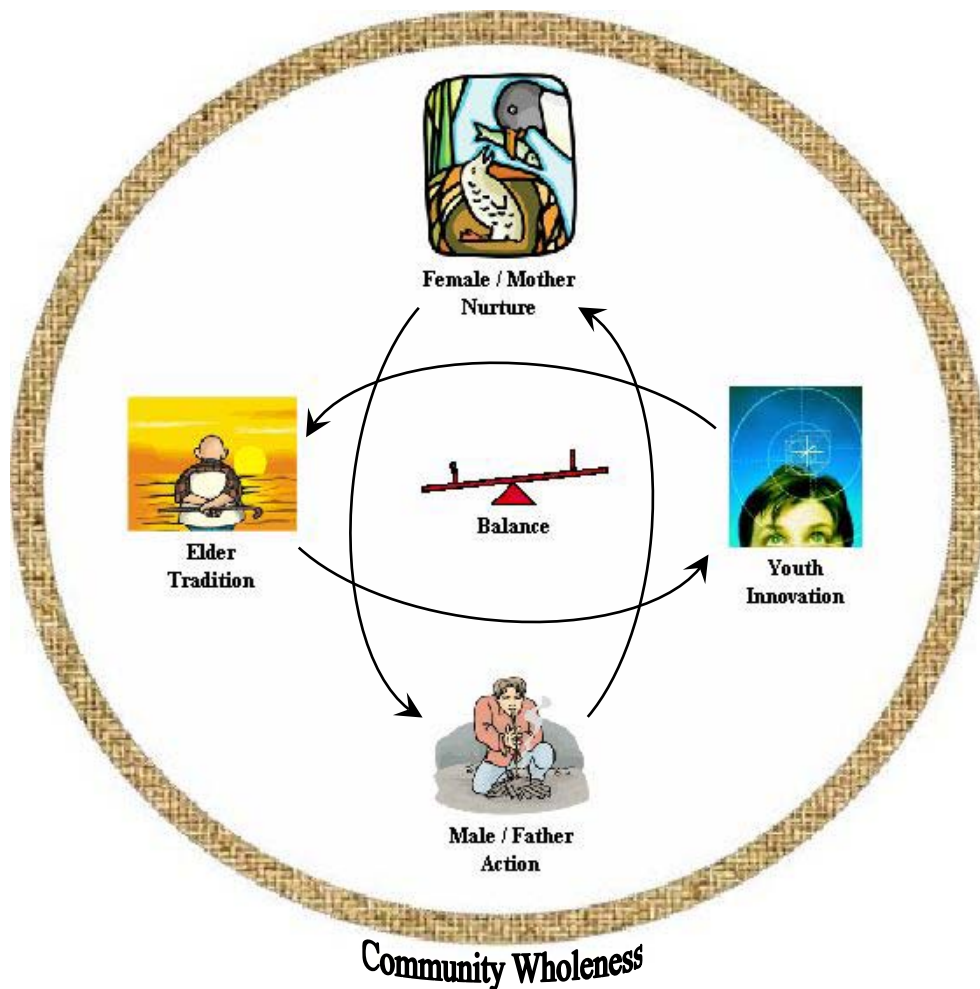 Female / Mother
Nurture
Elder
Tradition
Balance
Youth
Innovation
Male / Father
Action
Community Wholeness